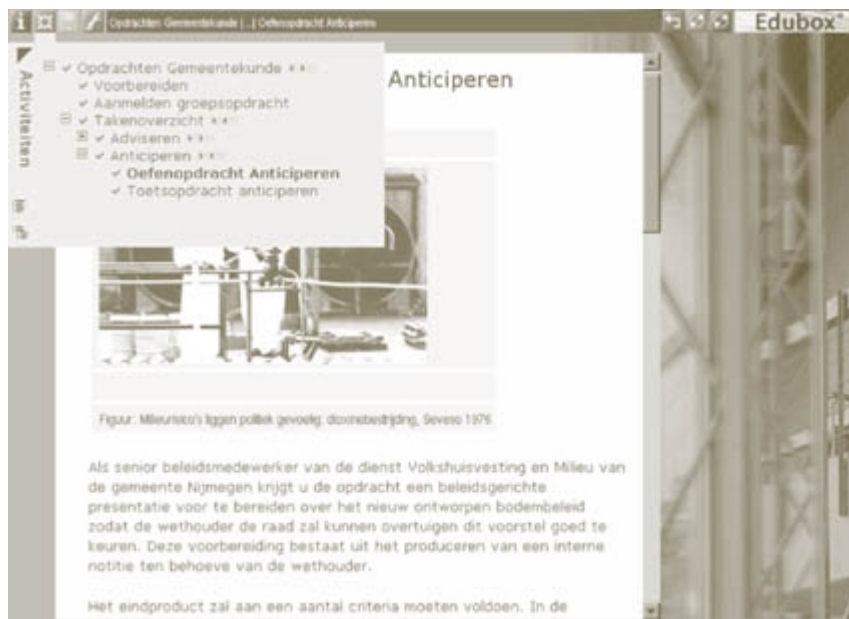 Opdrachten Gemeentekunde (...) Oefenopdracht Anticiperen
Edubox
Activiteiten
Opdrachten Gemeentekunde
Voorbereiden
Aanmelden groepsopdracht
Takenoverzicht
Adviseren
Anticiperen
Oefenopdracht Anticiperen
Toetsopdracht anticiperen
Anticiperen
Figuur: Milieurisico's liggen politiek gevoelig; dioxinebestrijding, Seveso 1976
Als senior beleidsmedewerker van de dienst Volkshuisvesting en Milieu van
de gemeente Nijmegen krijgt u de opdracht een beleidsgerichte
presentatie voor te bereiden over het nieuw ontworpen bodembeleid
zodat de wethouder de raad zal kunnen overtuigen dit voorstel goed te
keuren. Deze voorbereiding bestaat uit het produceren van een interne
notitie ten behoeve van de wethouder.
Het eindproduct zal aan een aantal criteria moeten voldoen. In de